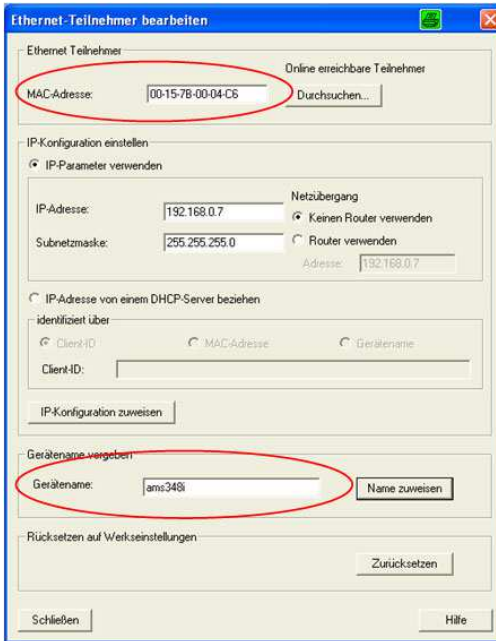 Ethernet-Teilnehmer bearbeiten
Ethernet Teilnehmer
Online erreichbare Teilnehmer
MAC-Adresse: 00-15-7B-00-04-C6 Durchsuchen...
IP-Konfiguration einstellen
IP-Parameter verwenden
Netzübergang
IP-Adresse: 192.168.0.7 Keinen Router verwenden
Subnetzmaske: 255.255.255.0 Router verwenden
Adresse: 192.168.0.7
IP-Adresse von einem DHCP-Server beziehen
identifiziert über
Client-ID MAC-Adresse Gerätename
Client-ID:
IP-Konfiguration zuweisen
Gerätename vergeben
Gerätename: ams348i Name zuweisen
Rücksetzen auf Werkseinstellungen
Zurücksetzen
Schließen Hilfe